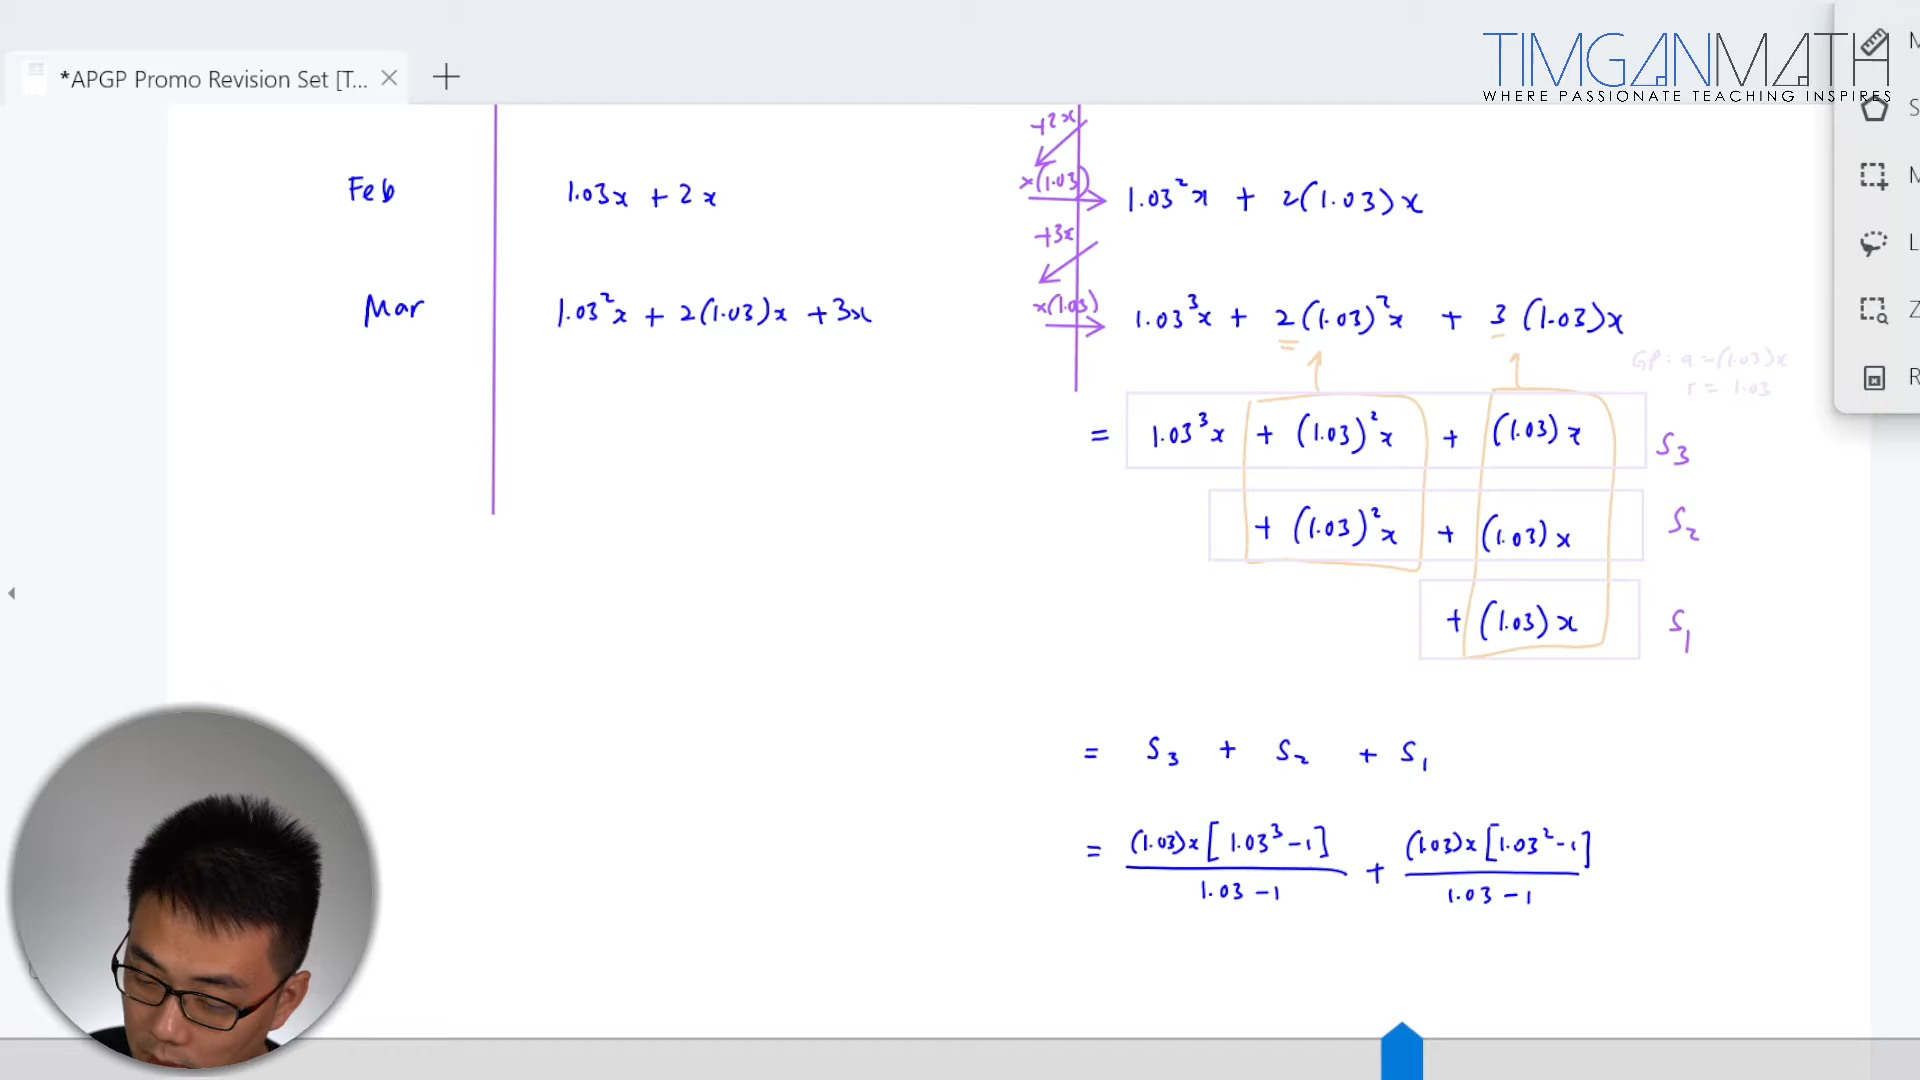 TIMGANMATH
WHERE PASSIONATE TEACHING INSPIRES
*APGP Promo Revision Set [T...
+2x
Feb 1.03x + 2x ×(1.03) 1.03²x + 2(1.03)x
+3x
Mar 1.03²x + 2(1.03)x + 3x ×(1.03) 1.03³x + 2(1.03)²x + 3(1.03)x
GP: a = (1.03)x
r = 1.03
= 1.03³x + (1.03)²x + (1.03)x S₃
+ (1.03)²x + (1.03)x S₂
+ (1.03)x S₁
= S₃ + S₂ + S₁
= (1.03)x[1.03³-1] + (1.03)x[1.03²-1]
1.03-1 1.03-1